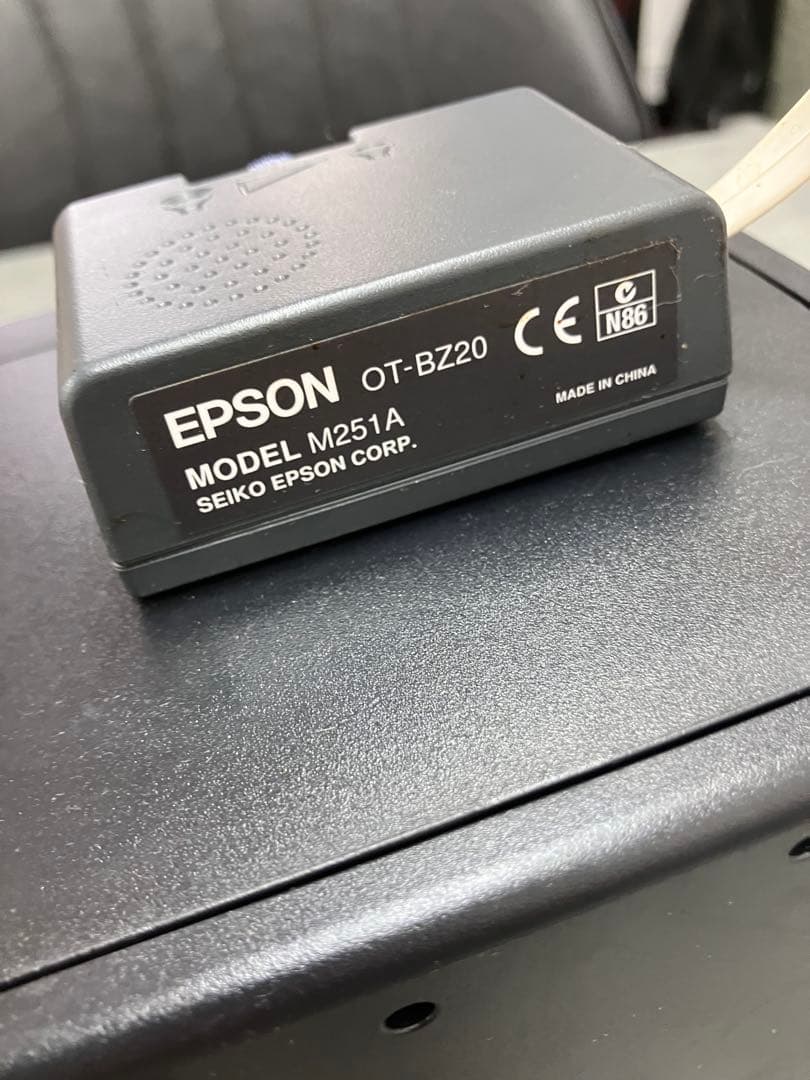 EPSON OT-BZ20
MODEL M251A
SEIKO EPSON CORP.
CE
N86
MADE IN CHINA